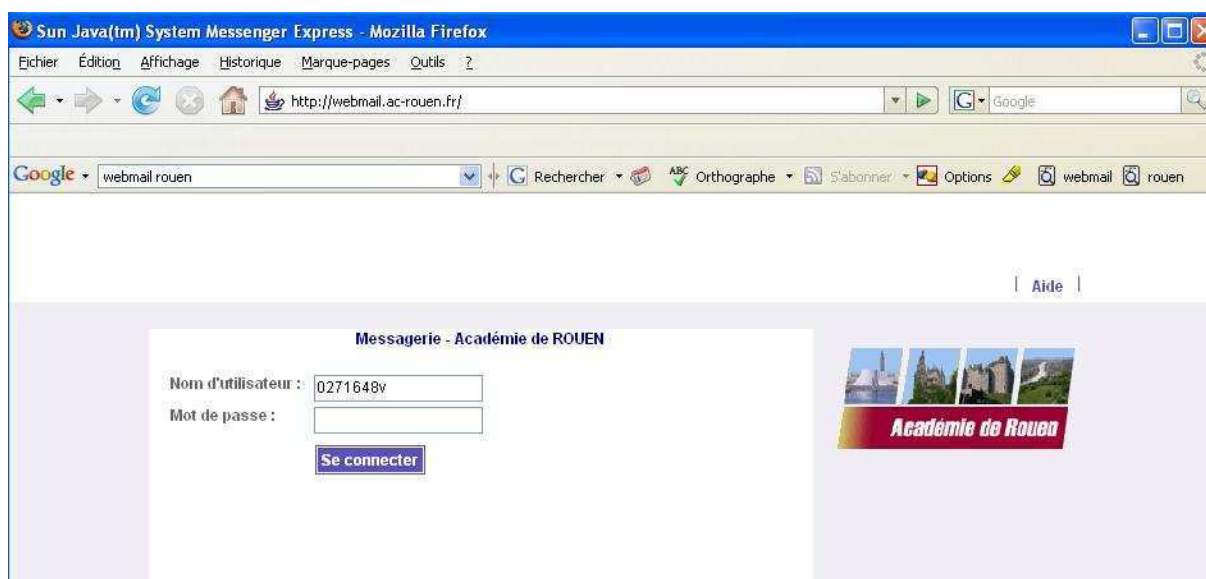 Sun Java(tm) System Messenger Express - Mozilla Firefox
Fichier Édition Affichage Historique Marque-pages Outils ?
http://webmail.ac-rouen.fr/ G Google
Google webmail rouen G Rechercher ABC Orthographe S'abonner Options webmail rouen
| Aide |
Messagerie - Académie de ROUEN
Nom d'utilisateur : 0271648v
Mot de passe :
Se connecter
Académie de Rouen